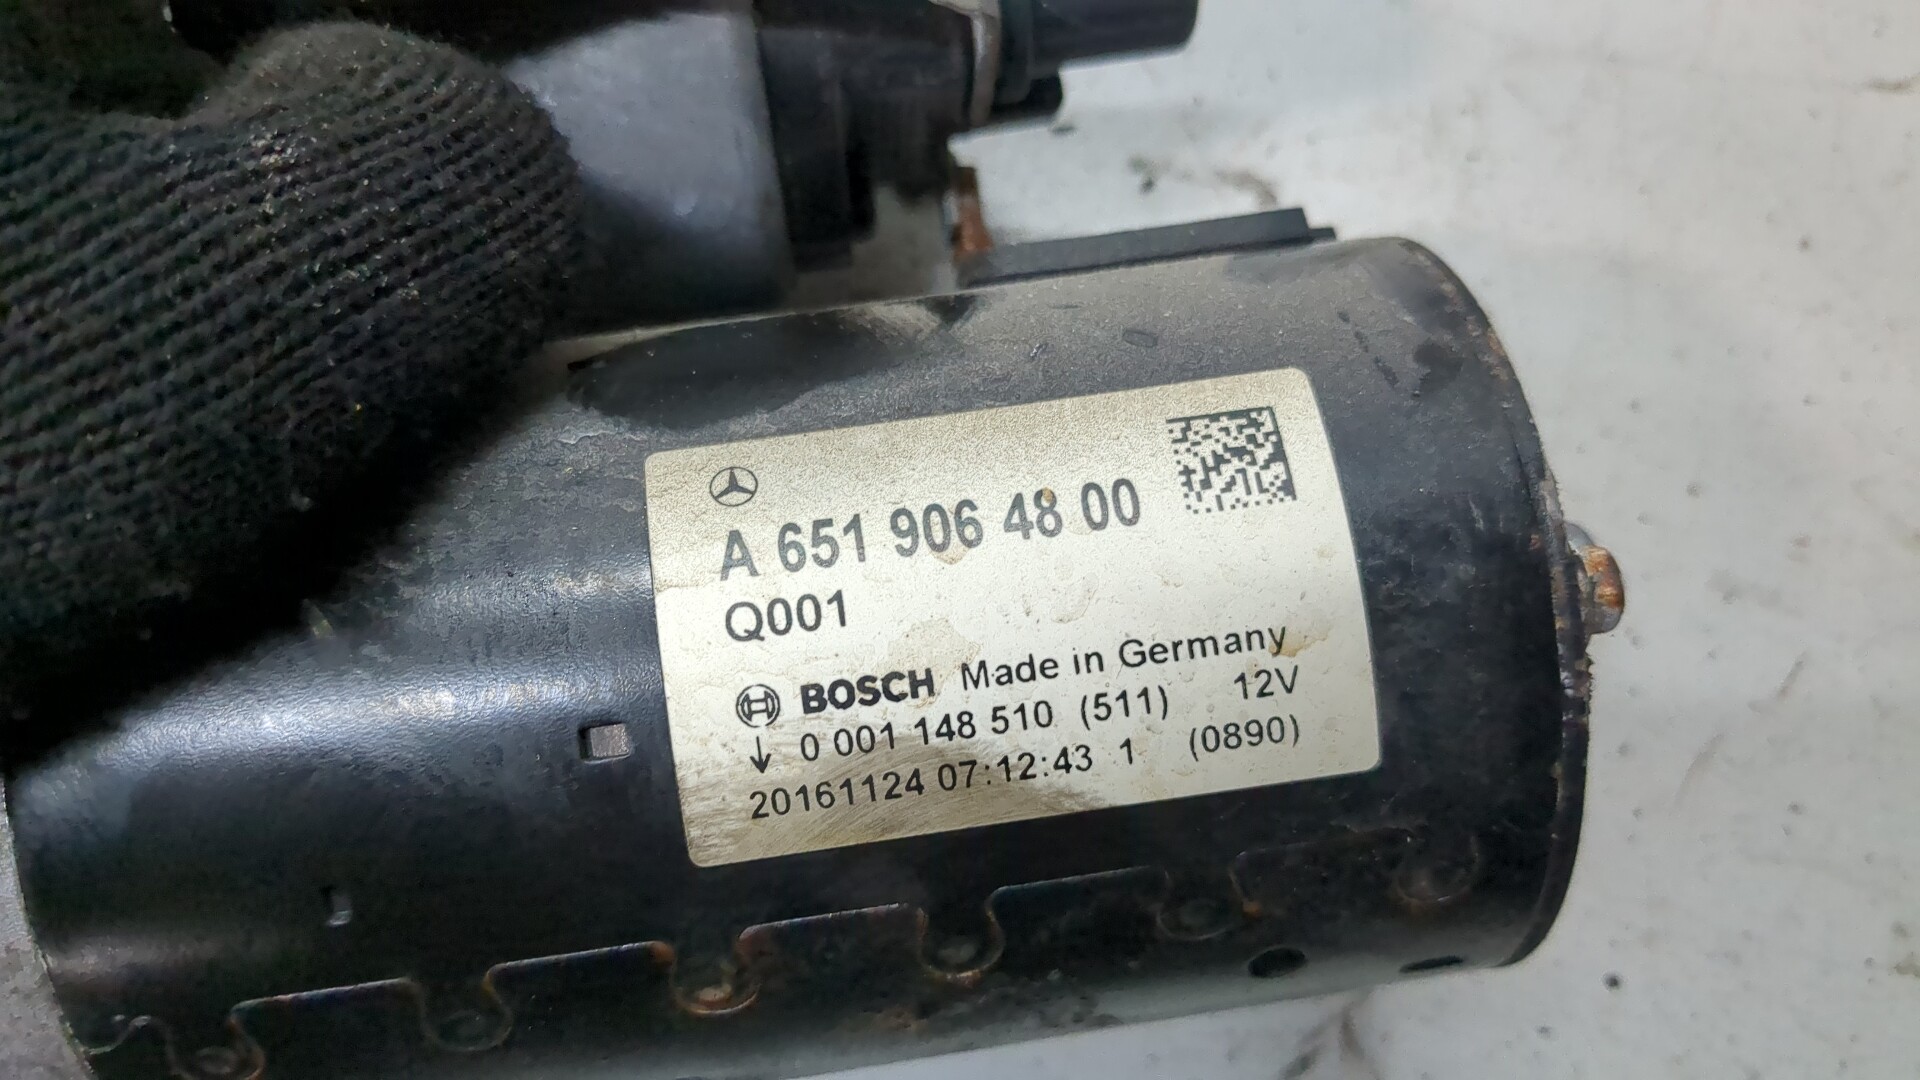 A 651 906 48 00
Q001
BOSCH Made in Germany
↓ 0 001 148 510 (511) 12V
20161124 07:12:43 1 (0890)